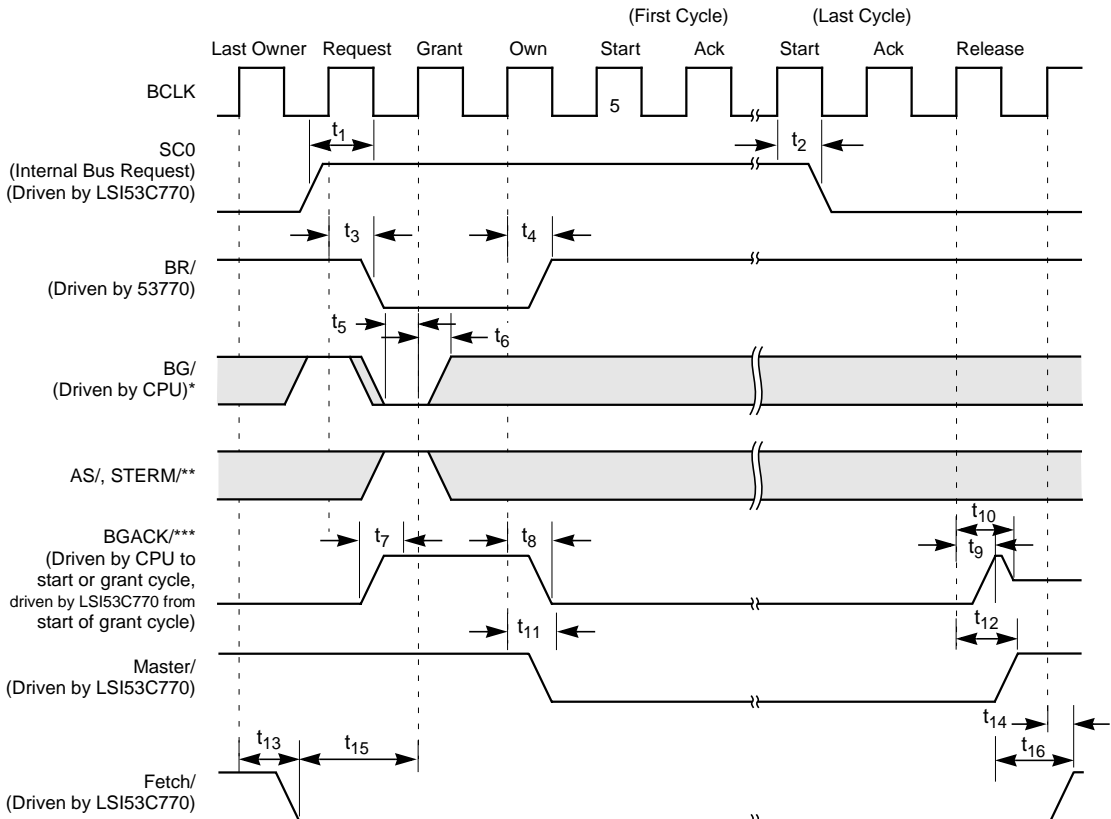 (First Cycle) (Last Cycle)
Last Owner Request Grant Own Start Ack Start Ack Release
BCLK
5
t1
t2
SC0
(Internal Bus Request)
(Driven by LSI53C770)
t3
t4
BR/
(Driven by 53770)
t5
t6
BG/
(Driven by CPU)*
AS/, STERM/**
BGACK/***
(Driven by CPU to
start or grant cycle,
driven by LSI53C770 from
start of grant cycle)
t7
t8
t10
t9
t11
t12
Master/
(Driven by LSI53C770)
t14
t13
t15
t16
Fetch/
(Driven by LSI53C770)